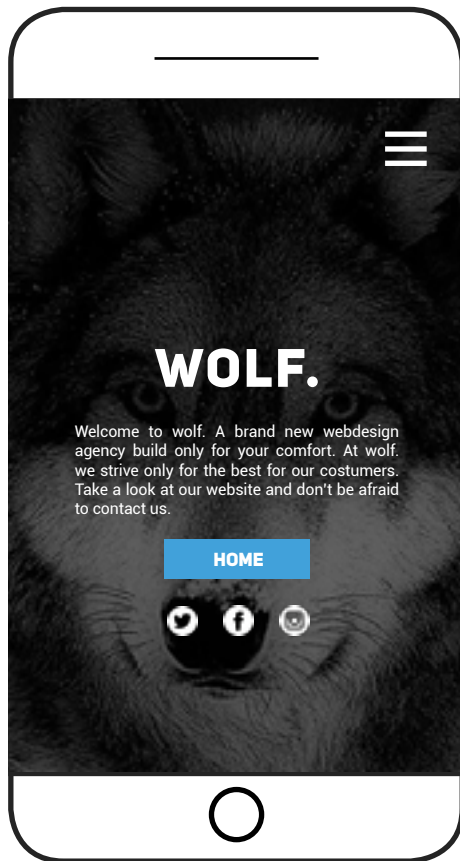 WOLF.
Welcome to wolf. A brand new webdesign
agency build only for your comfort. At wolf.
we strive only for the best for our costumers.
Take a look at our website and don't be afraid
to contact us.
HOME